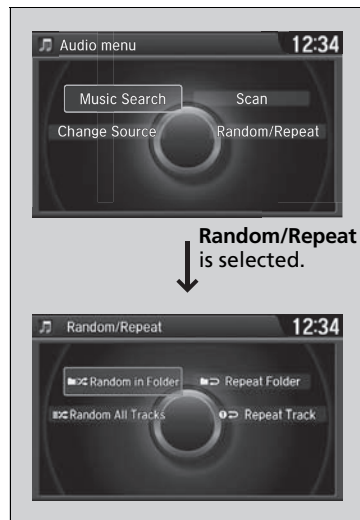 Audio menu 12:34
Music Search Scan
Change Source Random/Repeat
Random/Repeat
is selected.
Random/Repeat 12:34
Random in Folder Repeat Folder
Random All Tracks Repeat Track